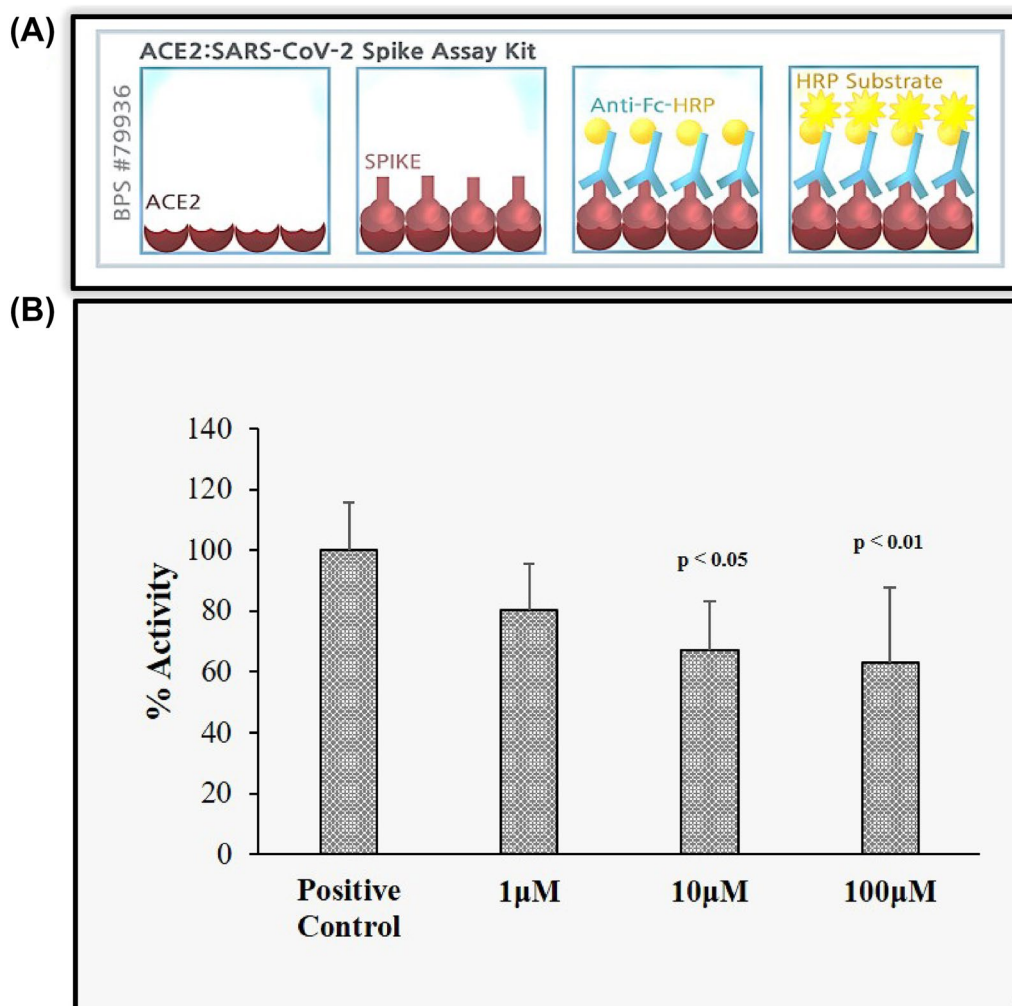 (A)
ACE2:SARS-CoV-2 Spike Assay Kit
BPS #79936
ACE2
SPIKE
Anti-Fc-HRP
HRP Substrate
(B)
% Activity
140
120
100
80
60
40
20
0
p < 0.05
p < 0.01
Positive
Control
1µM
10µM
100µM